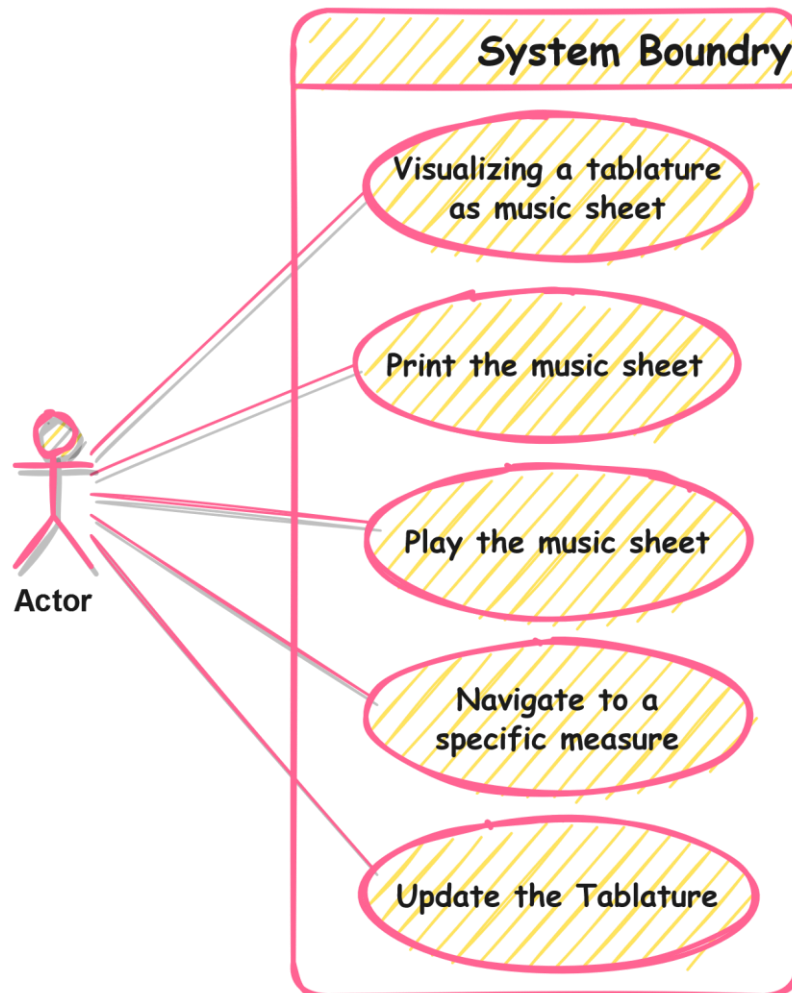 System Boundry
Visualizing a tablature
as music sheet
Print the music sheet
Play the music sheet
Actor
Navigate to a
specific measure
Update the Tablature